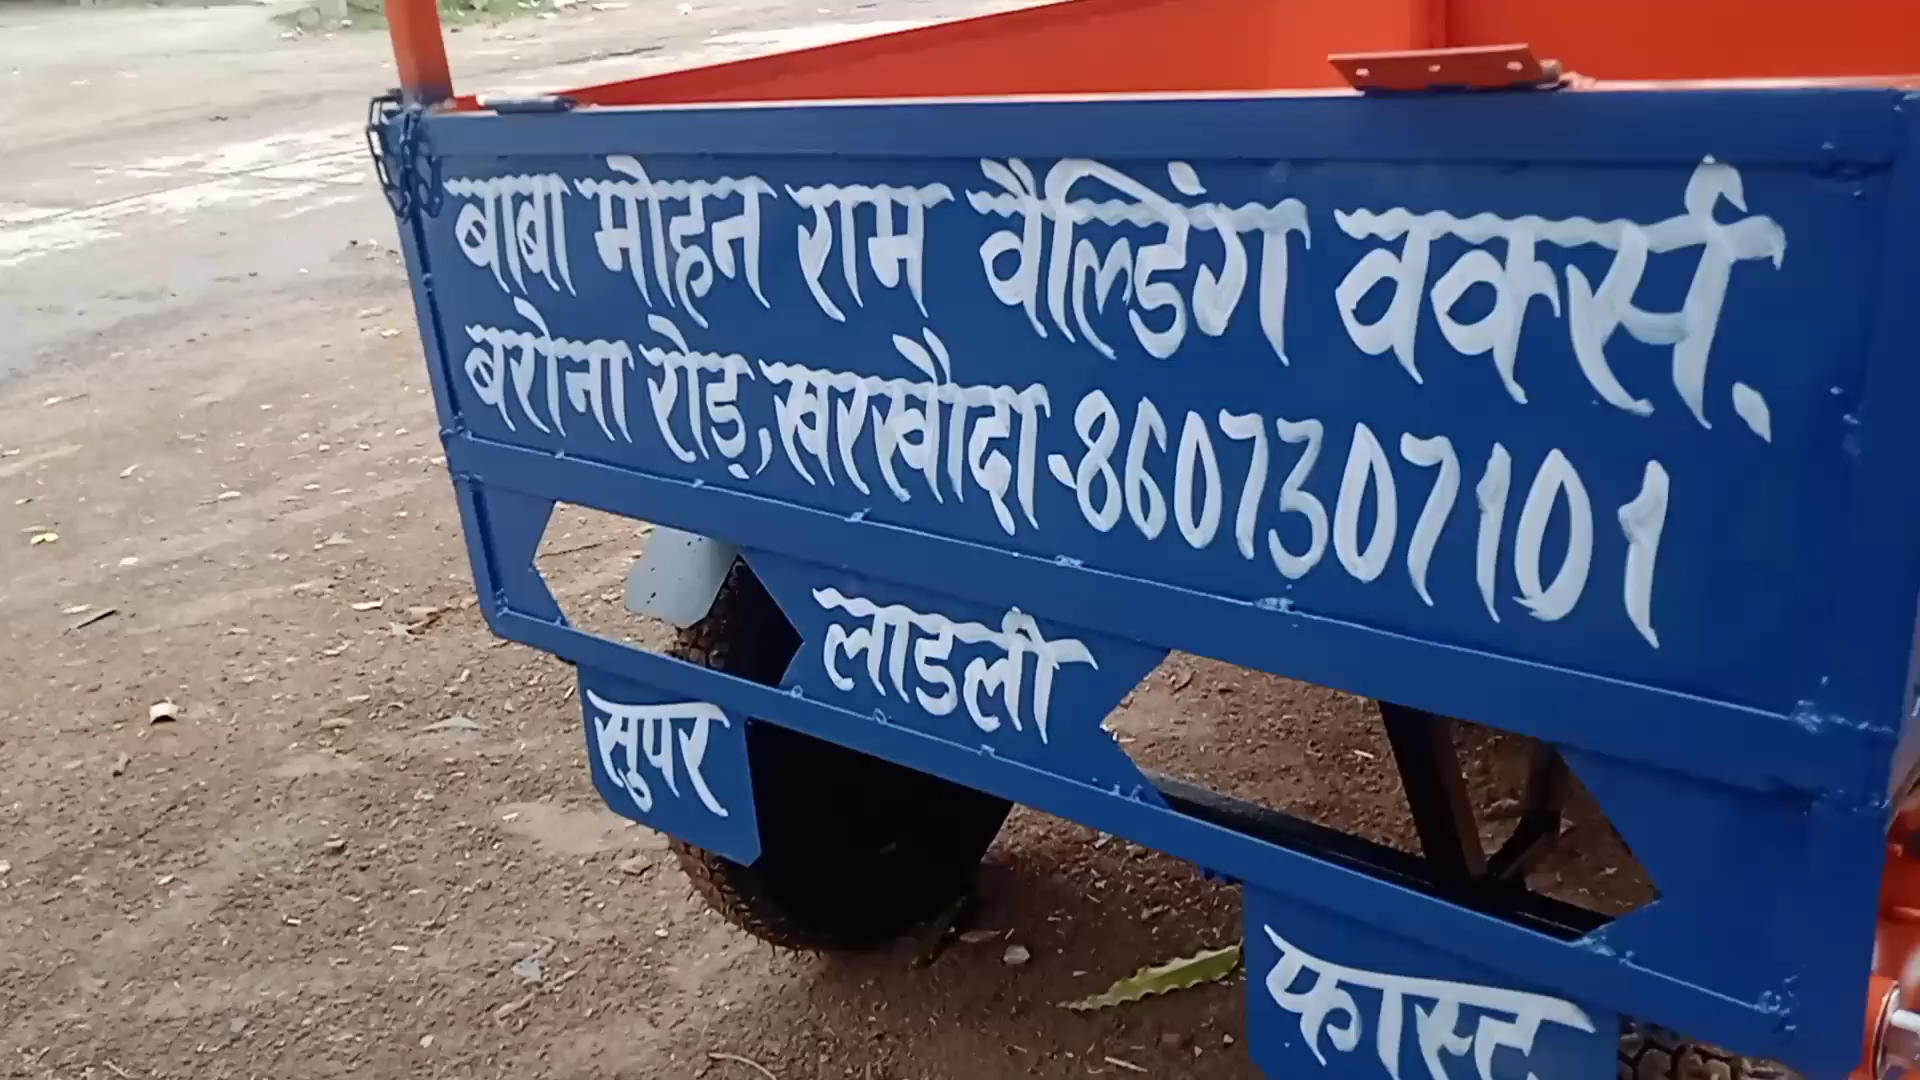 बाबा मोहन राम वैल्डिंग वर्क्स.
बरोना रोड़, खरखौदा-8607307101
लाडली
सुपर
फास्ट